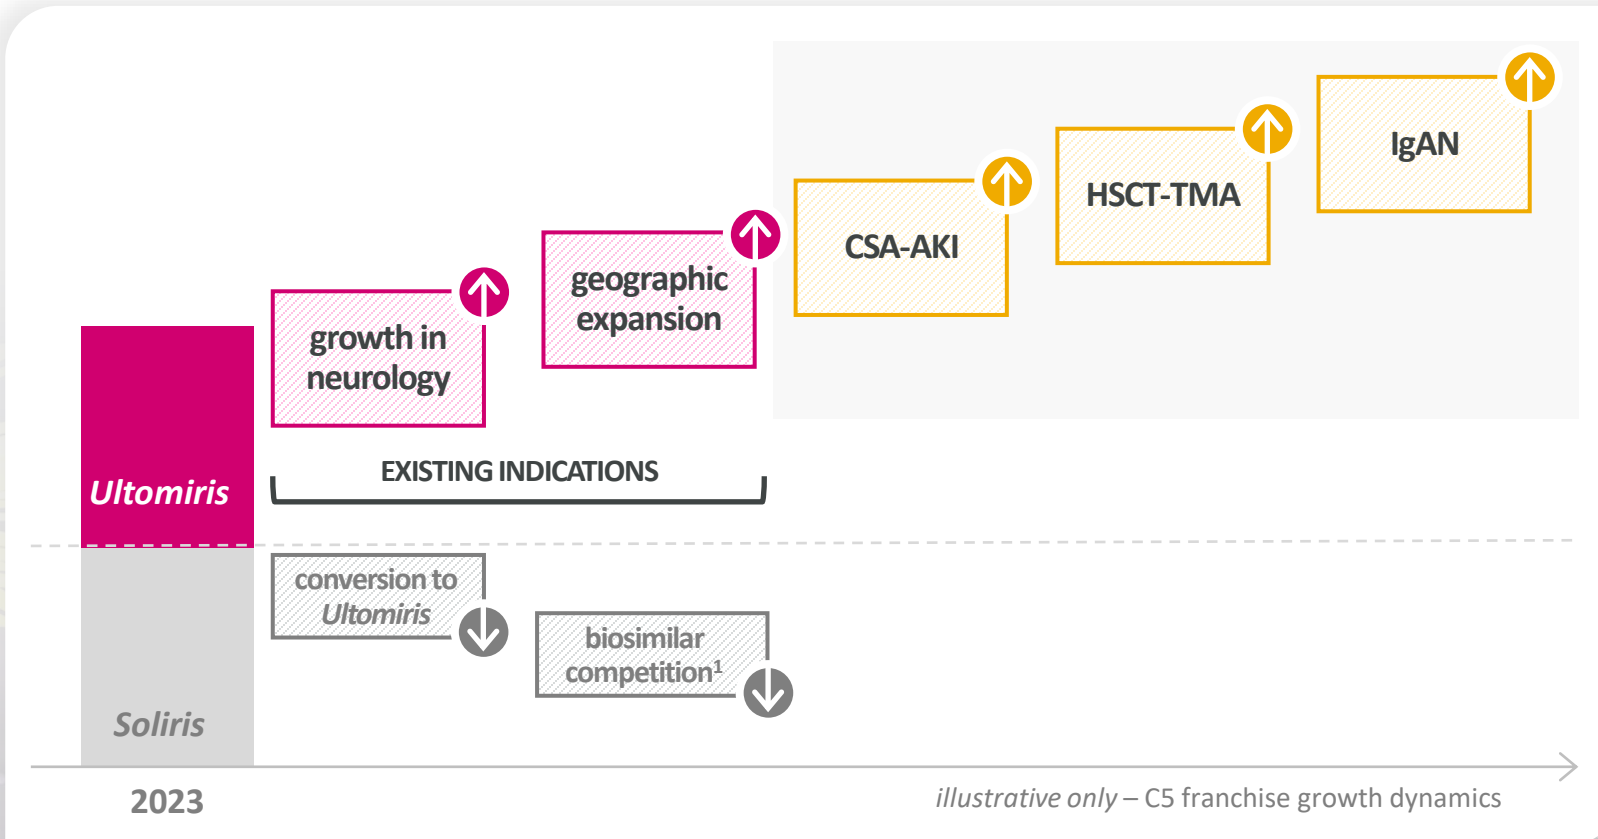 IgAN
HSCT-TMA
CSA-AKI
geographic
expansion
growth in
neurology
EXISTING INDICATIONS
Ultomiris
conversion to
Ultomiris
biosimilar
competition¹
Soliris
2023
illustrative only – C5 franchise growth dynamics